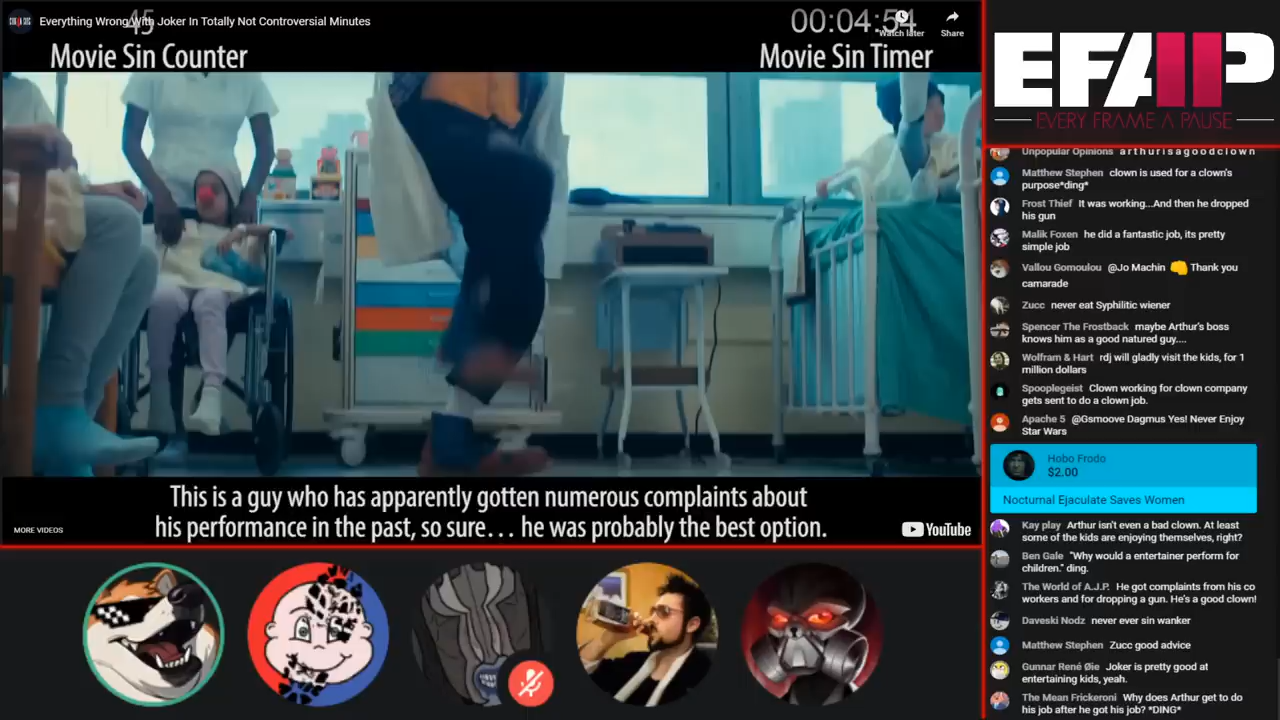 Everything Wrong With Joker In Totally Not Controversial Minutes
45
Movie Sin Counter
00:04:54
Watch later
Share
Movie Sin Timer
EFAP
EVERY FRAME A PAUSE
Unpopular Opinions a r t h u r i s a g o o d c l o w n
Matthew Stephen clown is used for a clown's
purpose*ding*
Frost Thief It was working...And then he dropped
his gun
Malik Foxen he did a fantastic job, its pretty
simple job
Vallou Gomoulou @Jo Machin Thank you
camarade
Zucc never eat Syphilitic wiener
Spencer The Frostback maybe Arthur's boss
knows him as a good natured guy....
Wolfram & Hart rdj will gladly visit the kids, for 1
million dollars
Spooplegeist Clown working for clown company
gets sent to do a clown job.
Apache 5 @Gsmoove Dagmus Yes! Never Enjoy
Star Wars
Hobo Frodo
$2.00
Nocturnal Ejaculate Saves Women
Kay play Arthur isn't even a bad clown. At least
some of the kids are enjoying themselves, right?
Ben Gale "Why would a entertainer perform for
children." ding.
The World of A.J.P. He got complaints from his co
workers and for dropping a gun. He's a good clown!
Daveski Nodz never ever sin wanker
Matthew Stephen Zucc good advice
Gunnar René Øie Joker is pretty good at
entertaining kids, yeah.
The Mean Frickeroni Why does Arthur get to do
his job after he got his job? *DING*
This is a guy who has apparently gotten numerous complaints about
his performance in the past, so sure... he was probably the best option.
MORE VIDEOS
YouTube